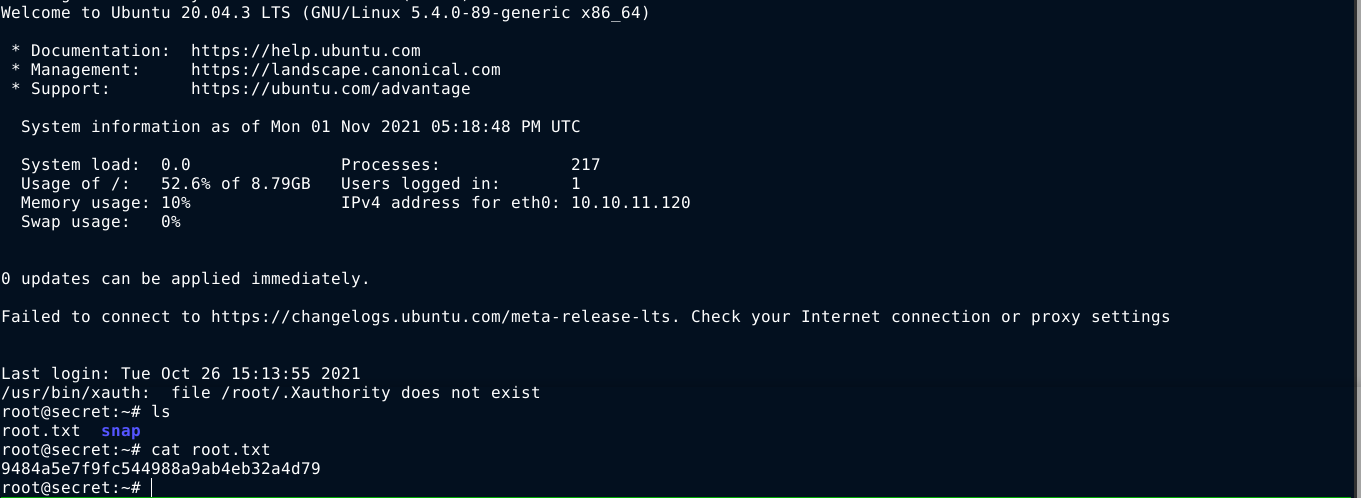 Welcome to Ubuntu 20.04.3 LTS (GNU/Linux 5.4.0-89-generic x86_64)
* Documentation:  https://help.ubuntu.com
* Management:     https://landscape.canonical.com
* Support:        https://ubuntu.com/advantage
System information as of Mon 01 Nov 2021 05:18:48 PM UTC
System load:  0.0               Processes:             217
Usage of /:   52.6% of 8.79GB   Users logged in:       1
Memory usage: 10%               IPv4 address for eth0: 10.10.11.120
Swap usage:   0%
0 updates can be applied immediately.
Failed to connect to https://changelogs.ubuntu.com/meta-release-lts. Check your Internet connection or proxy settings
Last login: Tue Oct 26 15:13:55 2021
/usr/bin/xauth:  file /root/.Xauthority does not exist
root@secret:~# ls
root.txt  snap
root@secret:~# cat root.txt
9484a5e7f9fc544988a9ab4eb32a4d79
root@secret:~#